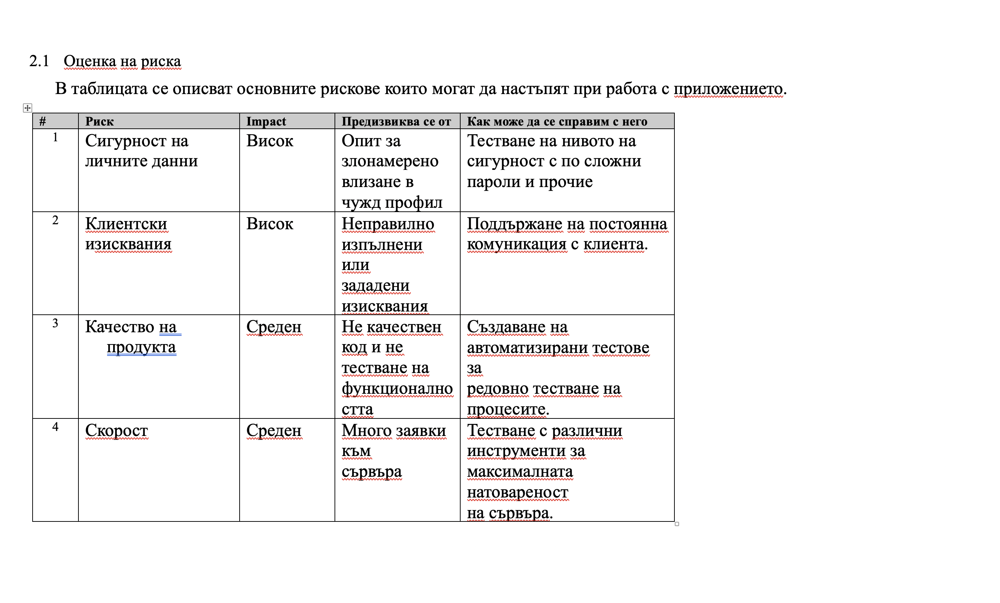 2.1 Оценка на риска
В таблицата се описват основните рискове които могат да настъпят при работа с приложението.
# Риск Impact Предизвиква се от Как може да се справим с него
1 Сигурност на личните данни Висок Опит за злонамерено влизане в чужд профил Тестване на нивото на сигурност с по сложни пароли и прочие
2 Клиентски изисквания Висок Неправилно изпълнени или зададени изисквания Поддържане на постоянна комуникация с клиента.
3 Качество на продукта Среден Не качествен код и не тестване на функционалността Създаване на автоматизирани тестове за редовно тестване на процесите.
4 Скорост Среден Много заявки към сървъра Тестване с различни инструменти за максималната натовареност на сървъра.